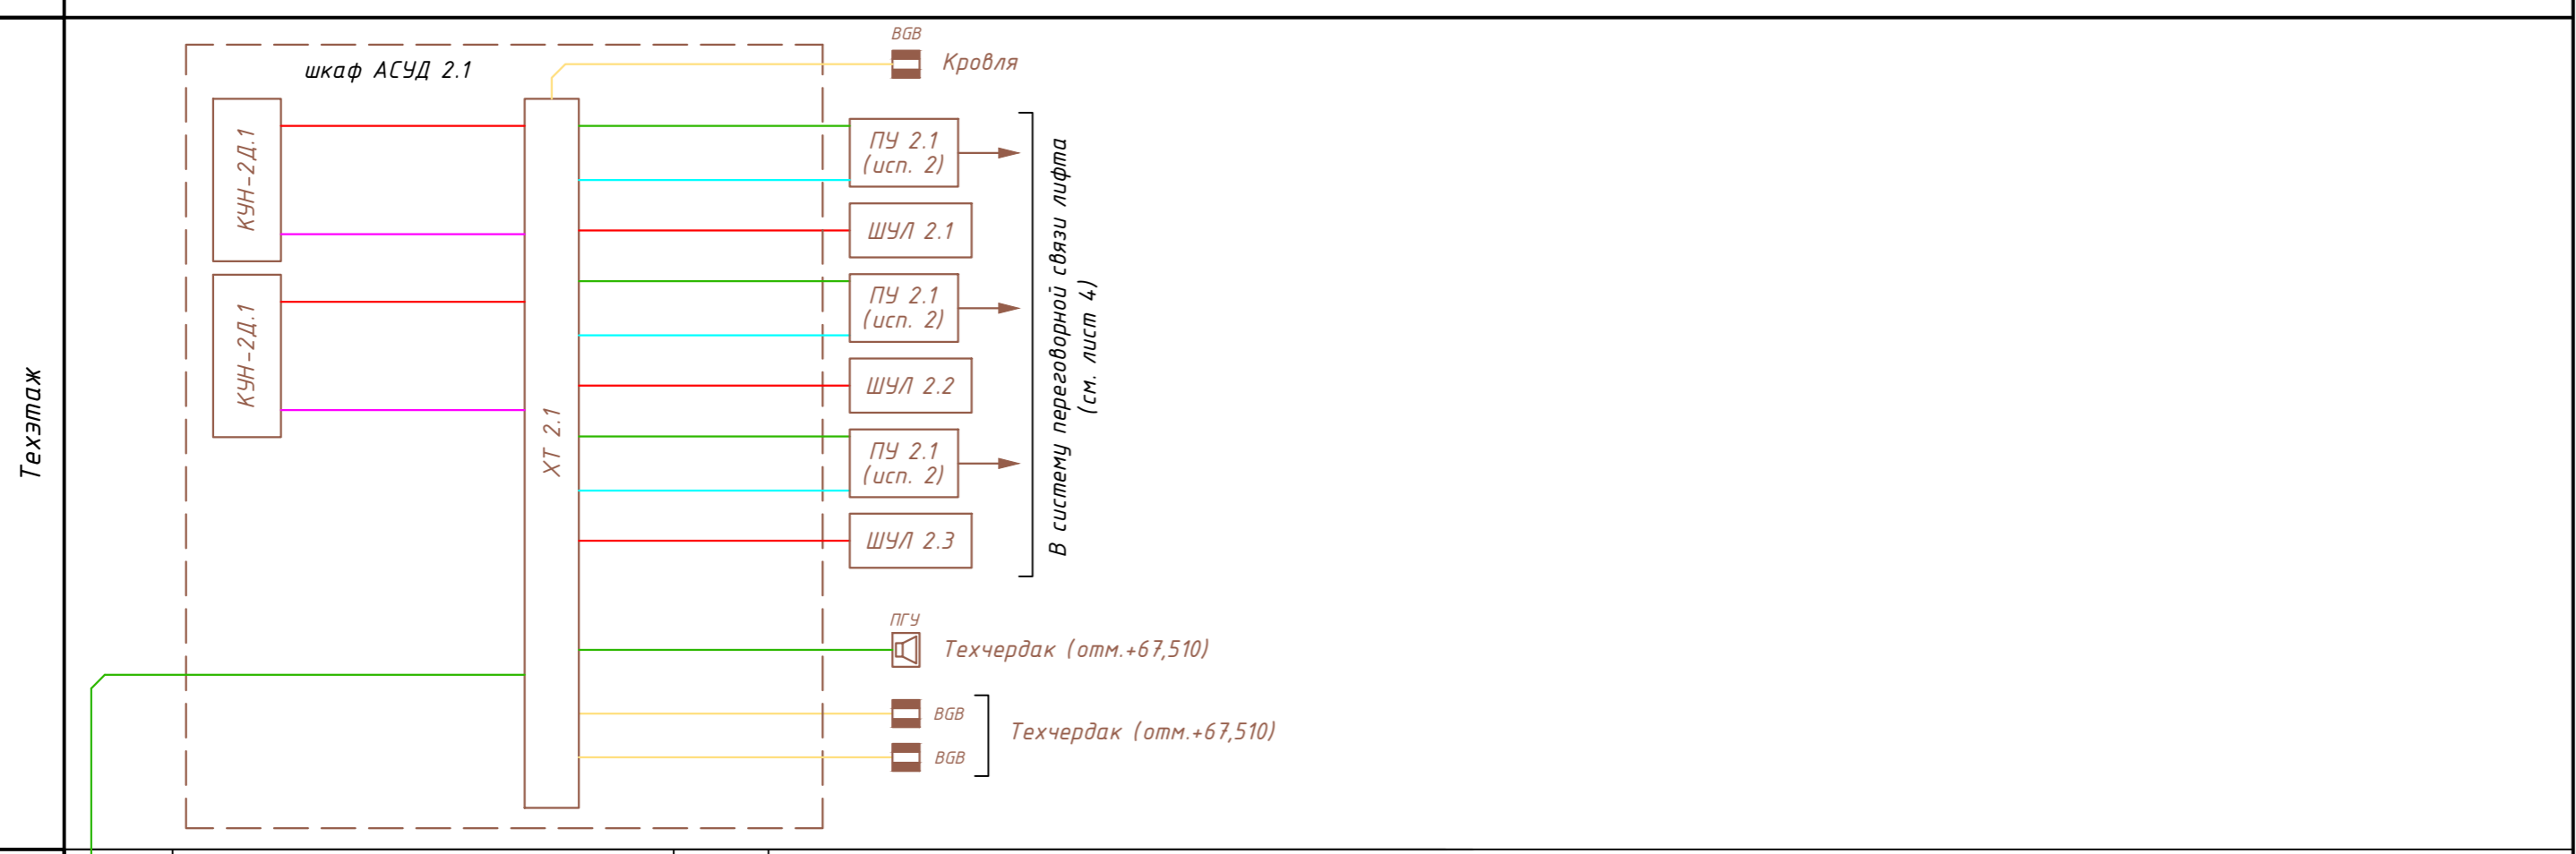 Техэтаж
шкаф АСУД 2.1
КУН-2Д.1
КУН-2Д.1
ХТ 2.1
BGB
Кровля
ПУ 2.1
(исп. 2)
ШУЛ 2.1
ПУ 2.1
(исп. 2)
ШУЛ 2.2
ПУ 2.1
(исп. 2)
ШУЛ 2.3
В систему переговорной связи лифта
(см. лист 4)
ПГУ
Техчердак (отм.+67,510)
BGB
BGB
Техчердак (отм.+67,510)